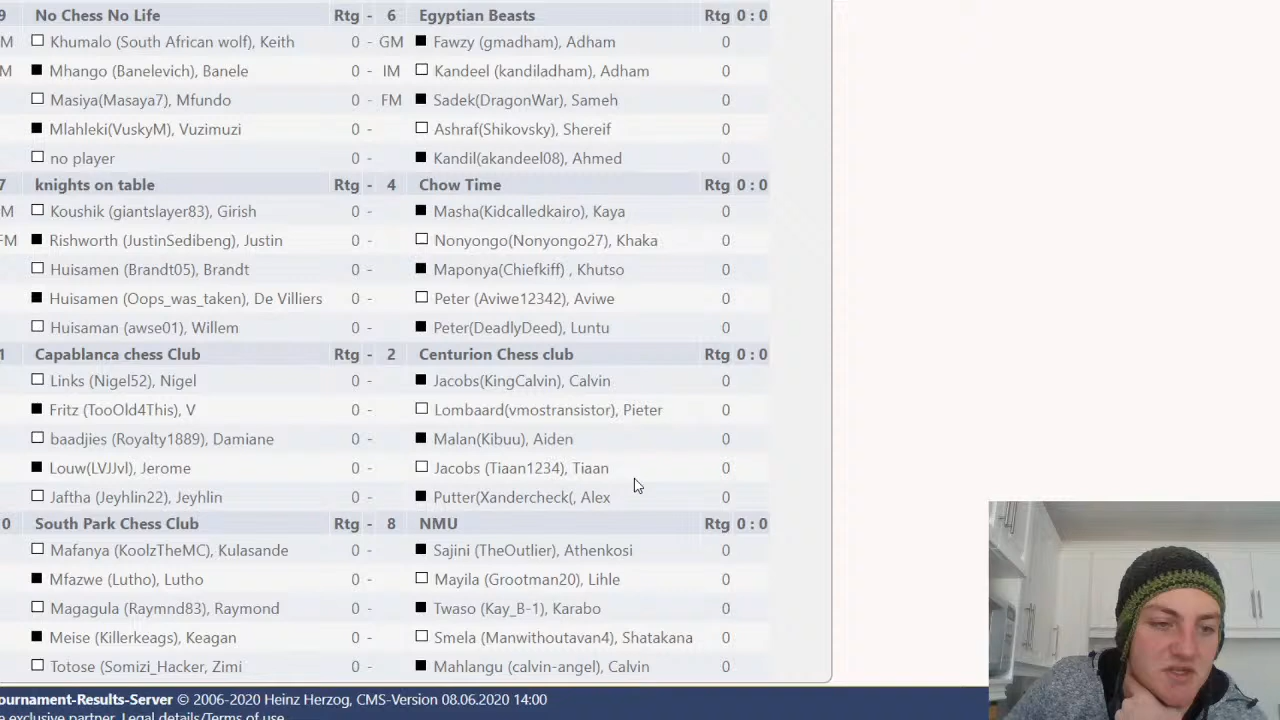 9 No Chess No Life Rtg - 6 Egyptian Beasts Rtg 0 : 0
M Khumalo (South African wolf), Keith 0 - GM Fawzy (gmadham), Adham 0
M Mhango (Banelevich), Banele 0 - IM Kandeel (kandiladham), Adham 0
Masiya(Masaya7), Mfundo 0 - FM Sadek(DragonWar), Sameh 0
Mlahleki(VuskyM), Vuzimuzi 0 - Ashraf(Shikovsky), Shereif 0
no player 0 - Kandil(akandeel08), Ahmed 0
7 knights on table Rtg - 4 Chow Time Rtg 0 : 0
M Koushik (giantslayer83), Girish 0 - Masha(Kidcalledkairo), Kaya 0
FM Rishworth (JustinSedibeng), Justin 0 - Nonyongo(Nonyongo27), Khaka 0
Huisamen (Brandt05), Brandt 0 - Maponya(Chiefkiff) , Khutso 0
Huisamen (Oops_was_taken), De Villiers 0 - Peter (Aviwe12342), Aviwe 0
Huisaman (awse01), Willem 0 - Peter(DeadlyDeed), Luntu 0
1 Capablanca chess Club Rtg - 2 Centurion Chess club Rtg 0 : 0
Links (Nigel52), Nigel 0 - Jacobs(KingCalvin), Calvin 0
Fritz (TooOld4This), V 0 - Lombaard(vmostransistor), Pieter 0
baadjies (Royalty1889), Damiane 0 - Malan(Kibuu), Aiden 0
Louw(LVJJvl), Jerome 0 - Jacobs (Tiaan1234), Tiaan 0
Jaftha (Jeyhlin22), Jeyhlin 0 - Putter(Xandercheck(, Alex 0
0 South Park Chess Club Rtg - 8 NMU Rtg 0 : 0
Mafanya (KoolzTheMC), Kulasande 0 - Sajini (TheOutlier), Athenkosi 0
Mfazwe (Lutho), Lutho 0 - Mayila (Grootman20), Lihle 0
Magagula (Raymnd83), Raymond 0 - Twaso (Kay_B-1), Karabo 0
Meise (Killerkeags), Keagan 0 - Smela (Manwithoutavan4), Shatakana 0
Totose (Somizi_Hacker, Zimi 0 - Mahlangu (calvin-angel), Calvin 0
ournament-Results-Server © 2006-2020 Heinz Herzog, CMS-Version 08.06.2020 14:00
e exclusive partner, Legal details/Terms of use